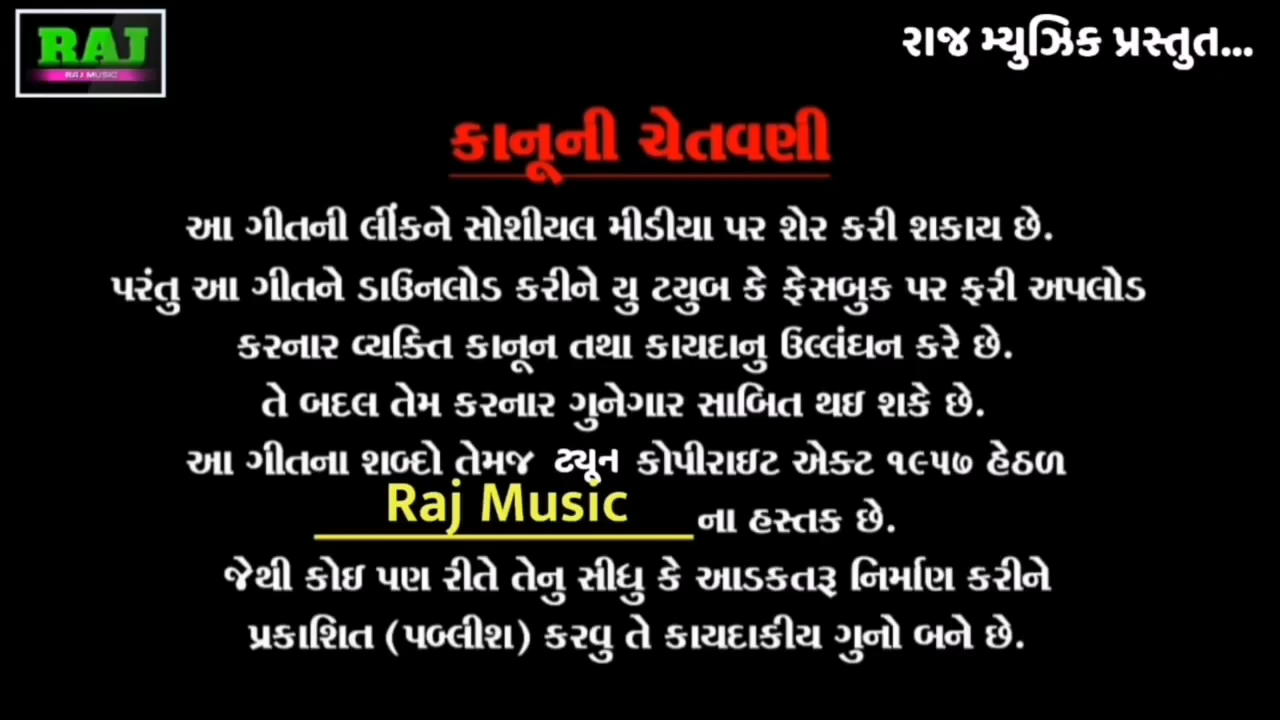 RAJ
RAJ MUSIC
રાજ મ્યુઝિક પ્રસ્તુત...
કાનૂની ચેતવણી
આ ગીતની લીંકને સોશીયલ મીડીયા પર શેર કરી શકાય છે.
પરંતુ આ ગીતને ડાઉનલોડ કરીને યુ ટયુબ કે ફેસબુક પર ફરી અપલોડ
કરનાર વ્યક્તિ કાનૂન તથા કાયદાનુ ઉલ્લંઘન કરે છે.
તે બદલ તેમ કરનાર ગુનેગાર સાબિત થઇ શકે છે.
આ ગીતના શબ્દો તેમજ ટ્યૂન કોપીરાઇટ એક્ટ ૧૯૫૭ હેઠળ
Raj Music ના હસ્તક છે.
જેથી કોઇ પણ રીતે તેનુ સીધુ કે આડકતરૂ નિર્માણ કરીને
પ્રકાશિત (પબ્લીશ) કરવુ તે કાયદાકીય ગુનો બને છે.